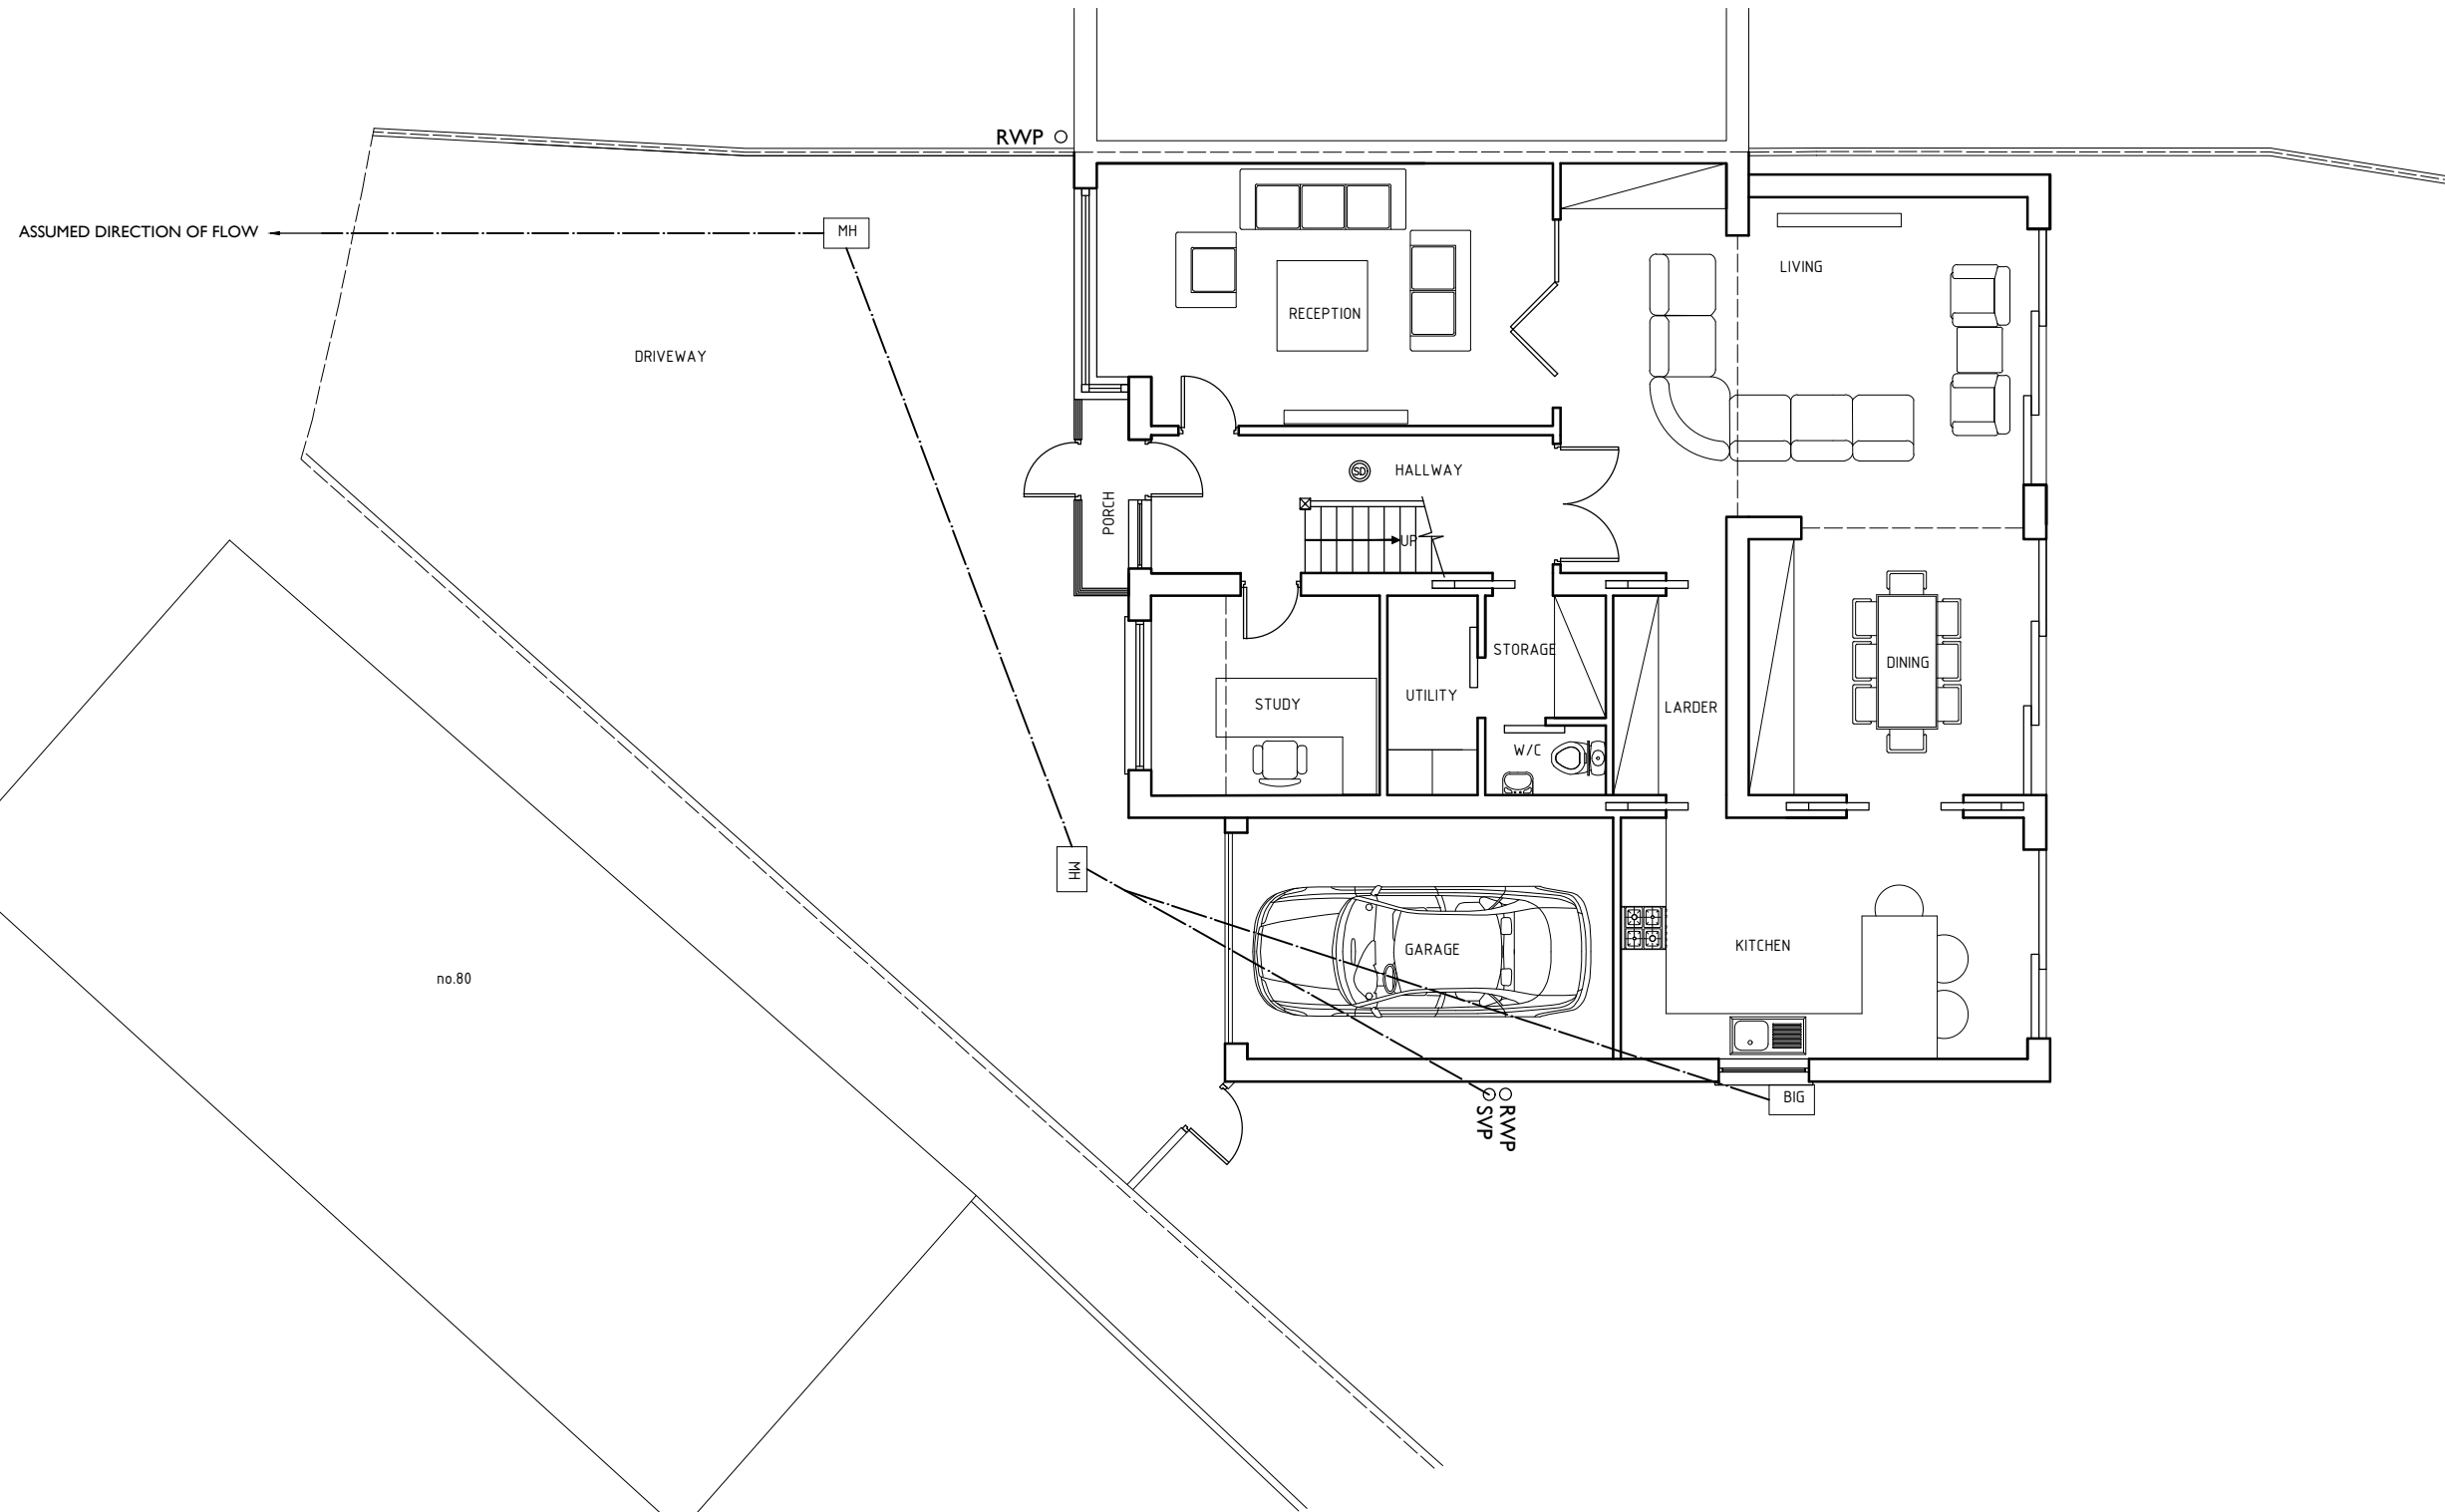 RWP
ASSUMED DIRECTION OF FLOW
MH
LIVING
RECEPTION
DRIVEWAY
SD
HALLWAY
PORCH
UP
STORAGE
DINING
UTILITY
STUDY
LARDER
W/C
MH
KITCHEN
GARAGE
no.80
BIG
SVP
RWP